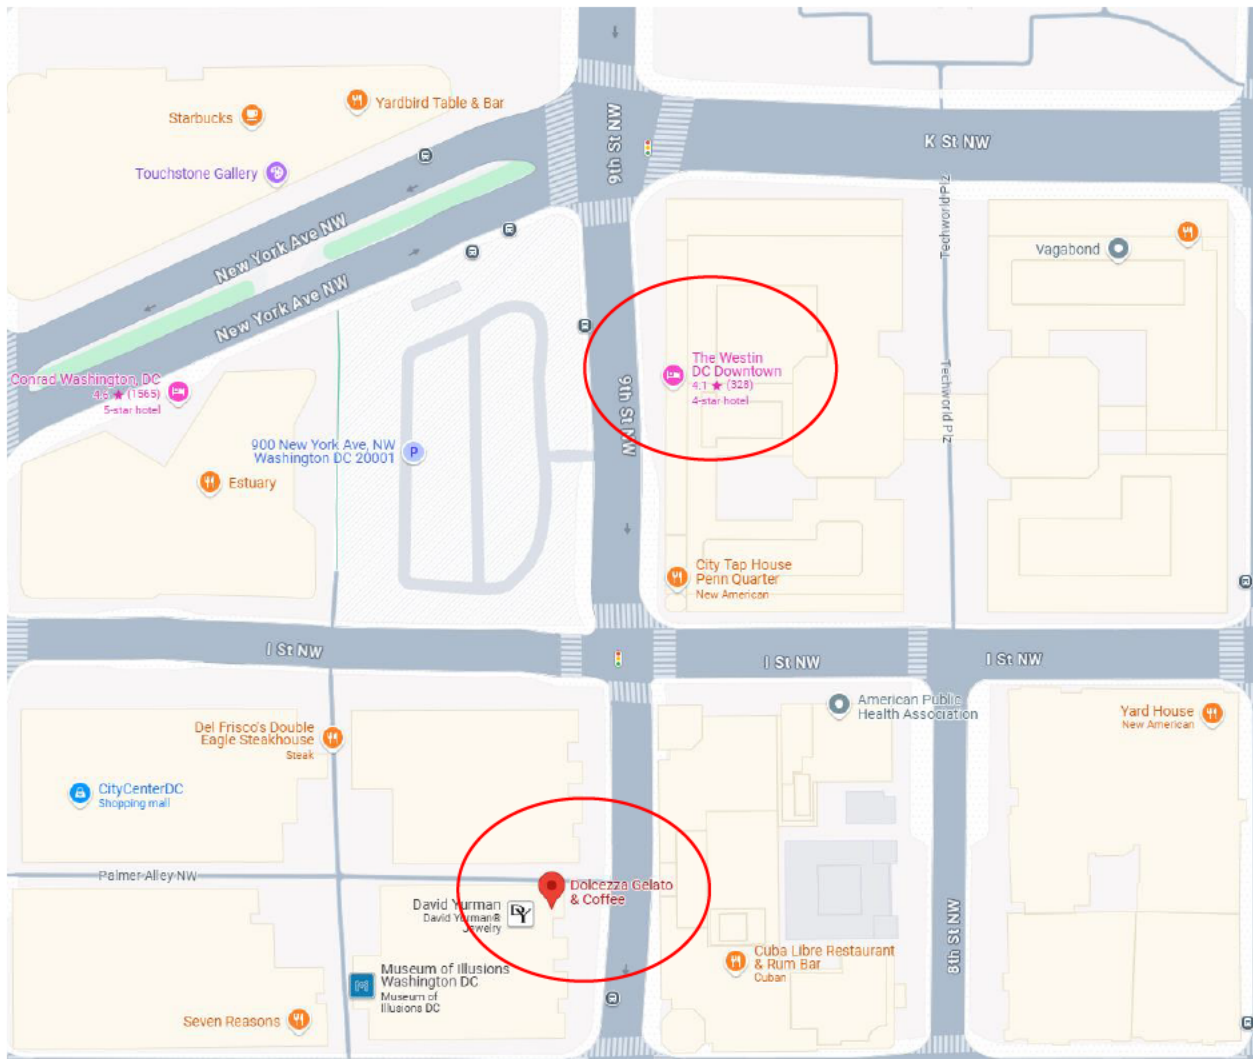 Yardbird Table & Bar
Starbucks
Touchstone Gallery
9th St NW
K St NW
New York Ave NW
New York Ave NW
Techworld Plz
Vagabond
The Westin
DC Downtown
4.1 ★ (328)
4-star hotel
Conrad Washington, DC
4.6 ★ (1565)
5-star hotel
9th St NW
Techworld Plz
900 New York Ave, NW
Washington DC 20001
P
Estuary
City Tap House
Penn Quarter
New American
I St NW
I St NW
I St NW
American Public
Health Association
Yard House
New American
Del Frisco's Double
Eagle Steakhouse
Steak
CityCenterDC
Shopping mall
Palmer Alley NW
Dolcezza Gelato
& Coffee
David Yurman
David Yurman®
Jewelry
DY
8th St NW
Cuba Libre Restaurant
& Rum Bar
Cuban
Museum of Illusions
Washington DC
Museum of
Illusions DC
Seven Reasons